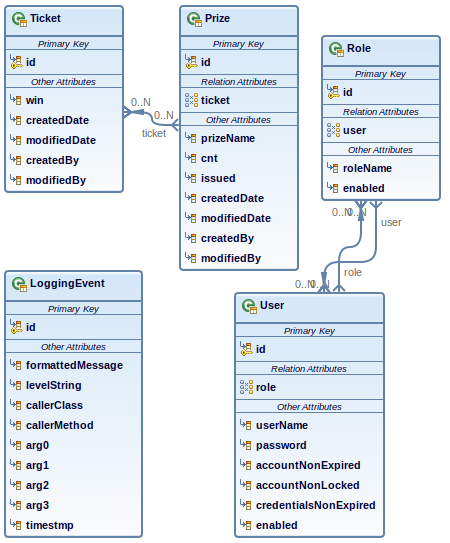 Ticket
Primary Key
id
Other Attributes
win
createdDate
modifiedDate
createdBy
modifiedBy
Prize
Primary Key
id
Relation Attributes
ticket
Other Attributes
prizeName
cnt
issued
createdDate
modifiedDate
createdBy
modifiedBy
0..N
0..N
ticket
Role
Primary Key
id
Relation Attributes
user
Other Attributes
roleName
enabled
0..N
0..N
user
role
0..N
0..N
LoggingEvent
Primary Key
id
Other Attributes
formattedMessage
levelString
callerClass
callerMethod
arg0
arg1
arg2
arg3
timestmp
User
Primary Key
id
Relation Attributes
role
Other Attributes
userName
password
accountNonExpired
accountNonLocked
credentialsNonExpired
enabled